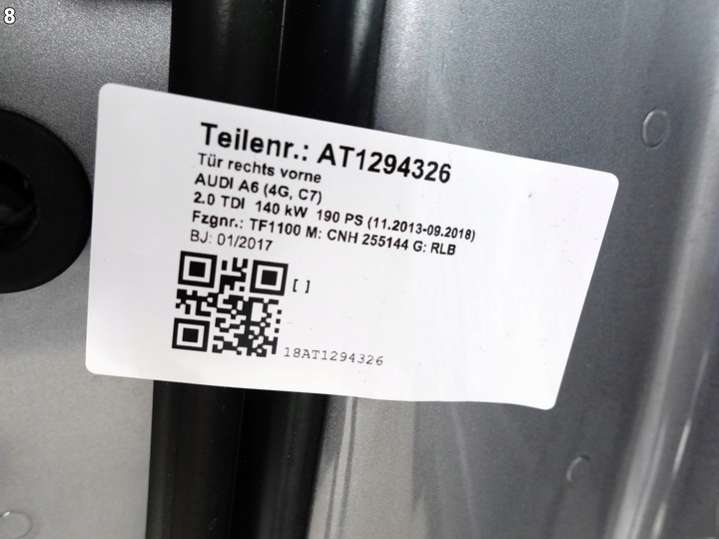 8
Teilenr.: AT1294326
Tür rechts vorne
AUDI A6 (4G, C7)
2.0 TDI 140 kW 190 PS (11.2013-09.2018)
Fzgnr.: TF1100 M: CNH 255144 G: RLB
BJ: 01/2017
[ ]
18AT1294326